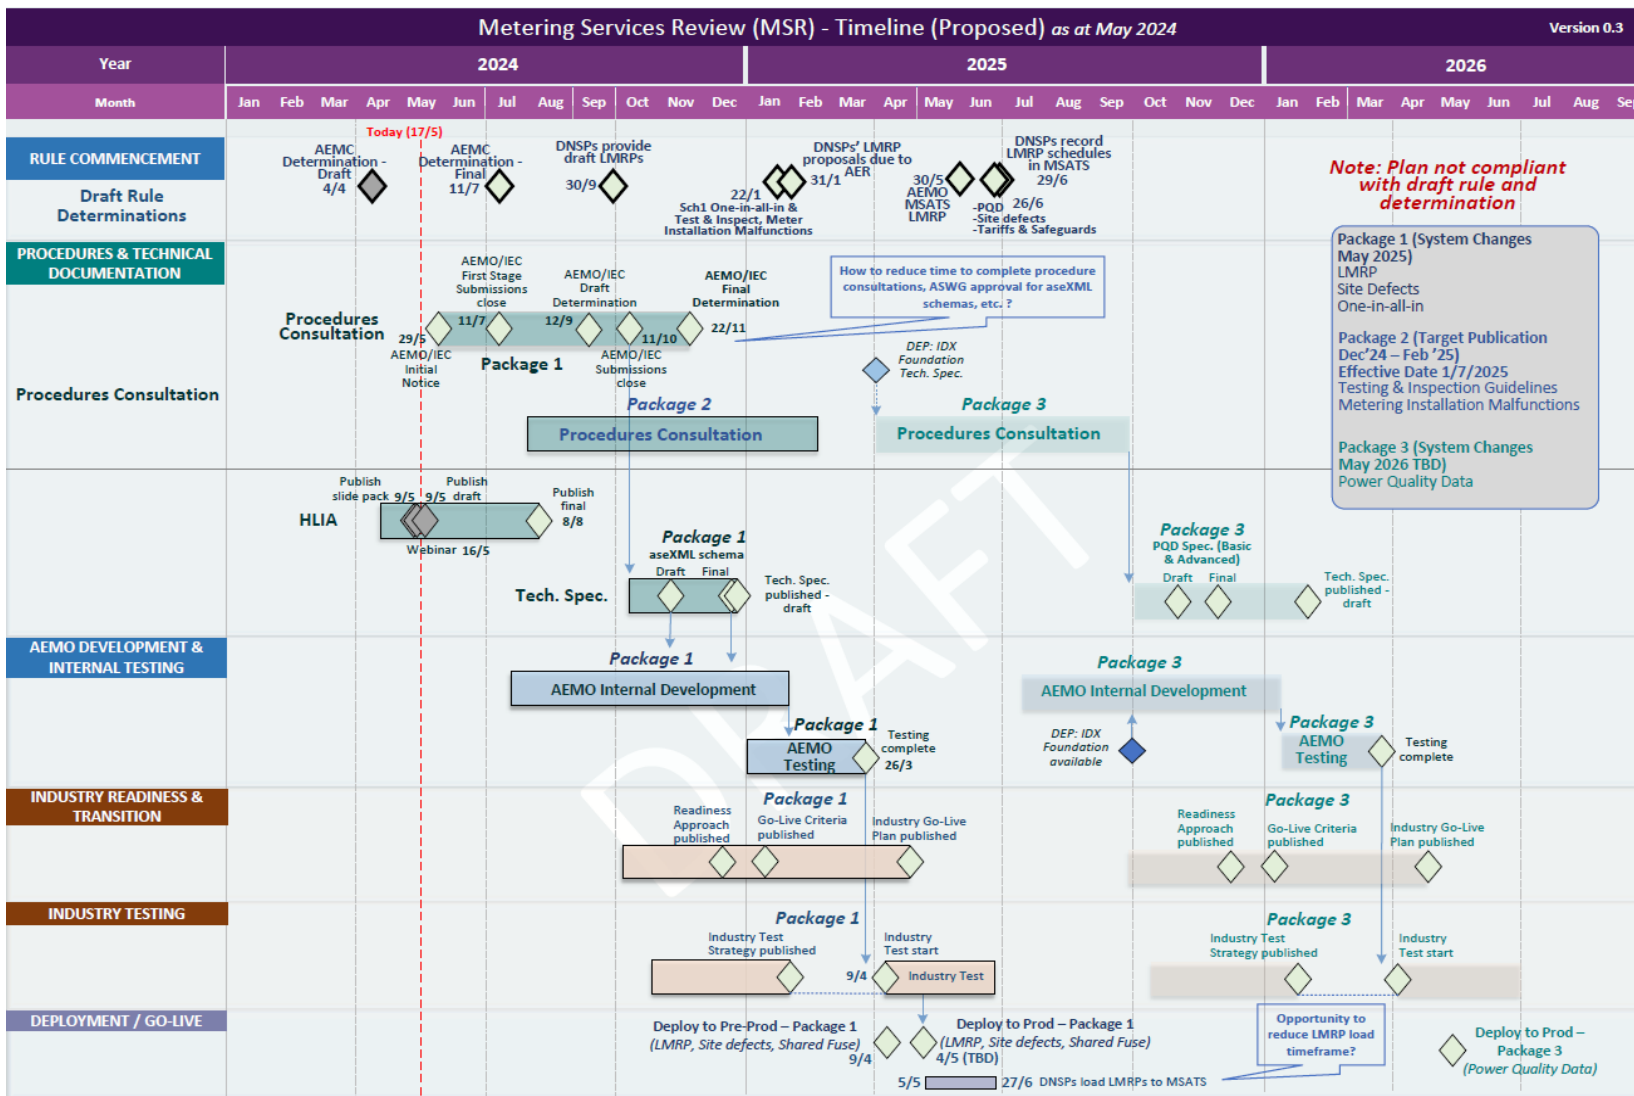 Metering Services Review (MSR) - Timeline (Proposed) as at May 2024
Version 0.3
Year
2024
2025
2026
Month
Jan Feb Mar Apr May Jun Jul Aug Sep Oct Nov Dec Jan Feb Mar Apr May Jun Jul Aug Sep Oct Nov Dec Jan Feb Mar Apr May Jun Jul Aug Sep
Today (17/5)
RULE COMMENCEMENT
Draft Rule
Determinations
AEMC
Determination -
Draft
4/4
AEMC
Determination -
Final
11/7
DNSPs provide
draft LMRPs
30/9
22/1
Sch1 One-in-all-in &
Test & Inspect, Meter
Installation Malfunctions
DNSPs' LMRP
proposals due to
AER
31/1
30/5
AEMO
MSATS
LMRP
DNSPs record
LMRP schedules
in MSATS
29/6
26/6
-PQD
-Site defects
-Tariffs & Safeguards
Note: Plan not compliant
with draft rule and
determination
Package 1 (System Changes
May 2025)
LMRP
Site Defects
One-in-all-in
Package 2 (Target Publication
Dec'24 – Feb '25)
Effective Date 1/7/2025
Testing & Inspection Guidelines
Metering Installation Malfunctions
Package 3 (System Changes
May 2026 TBD)
Power Quality Data
PROCEDURES & TECHNICAL
DOCUMENTATION
Procedures Consultation
Procedures
Consultation
29/5
AEMO/IEC
Initial
Notice
AEMO/IEC
First Stage
Submissions
close
11/7
Package 1
AEMO/IEC
Draft
Determination
12/9
11/10
AEMO/IEC
Submissions
close
AEMO/IEC
Final
Determination
22/11
How to reduce time to complete procedure
consultations, ASWG approval for aseXML
schemas, etc. ?
DEP: IDX
Foundation
Tech. Spec.
Package 2
Procedures Consultation
Package 3
Procedures Consultation
HLIA
Publish
slide pack 9/5
Publish
9/5 draft
Webinar 16/5
Publish
final
8/8
Package 1
aseXML schema
Draft Final
Tech. Spec.
Tech. Spec.
published -
draft
Package 3
PQD Spec. (Basic
& Advanced)
Draft Final
Tech. Spec.
published -
draft
AEMO DEVELOPMENT &
INTERNAL TESTING
Package 1
AEMO Internal Development
Package 1
AEMO
Testing
Testing
complete
26/3
Package 3
AEMO Internal Development
DEP: IDX
Foundation
available
Package 3
AEMO
Testing
Testing
complete
INDUSTRY READINESS &
TRANSITION
Package 1
Readiness
Approach
published
Go-Live Criteria
published
Industry Go-Live
Plan published
Package 3
Readiness
Approach
published
Go-Live Criteria
published
Industry Go-Live
Plan published
INDUSTRY TESTING
Package 1
Industry Test
Strategy published
Industry
Test start
9/4
Industry Test
Package 3
Industry Test
Strategy published
Industry
Test start
DEPLOYMENT / GO-LIVE
Deploy to Pre-Prod – Package 1
(LMRP, Site defects, Shared Fuse)
9/4
Deploy to Prod – Package 1
(LMRP, Site defects, Shared Fuse)
4/5 (TBD)
5/5
27/6 DNSPs load LMRPs to MSATS
Opportunity to
reduce LMRP load
timeframe?
Deploy to Prod –
Package 3
(Power Quality Data)
DRAFT